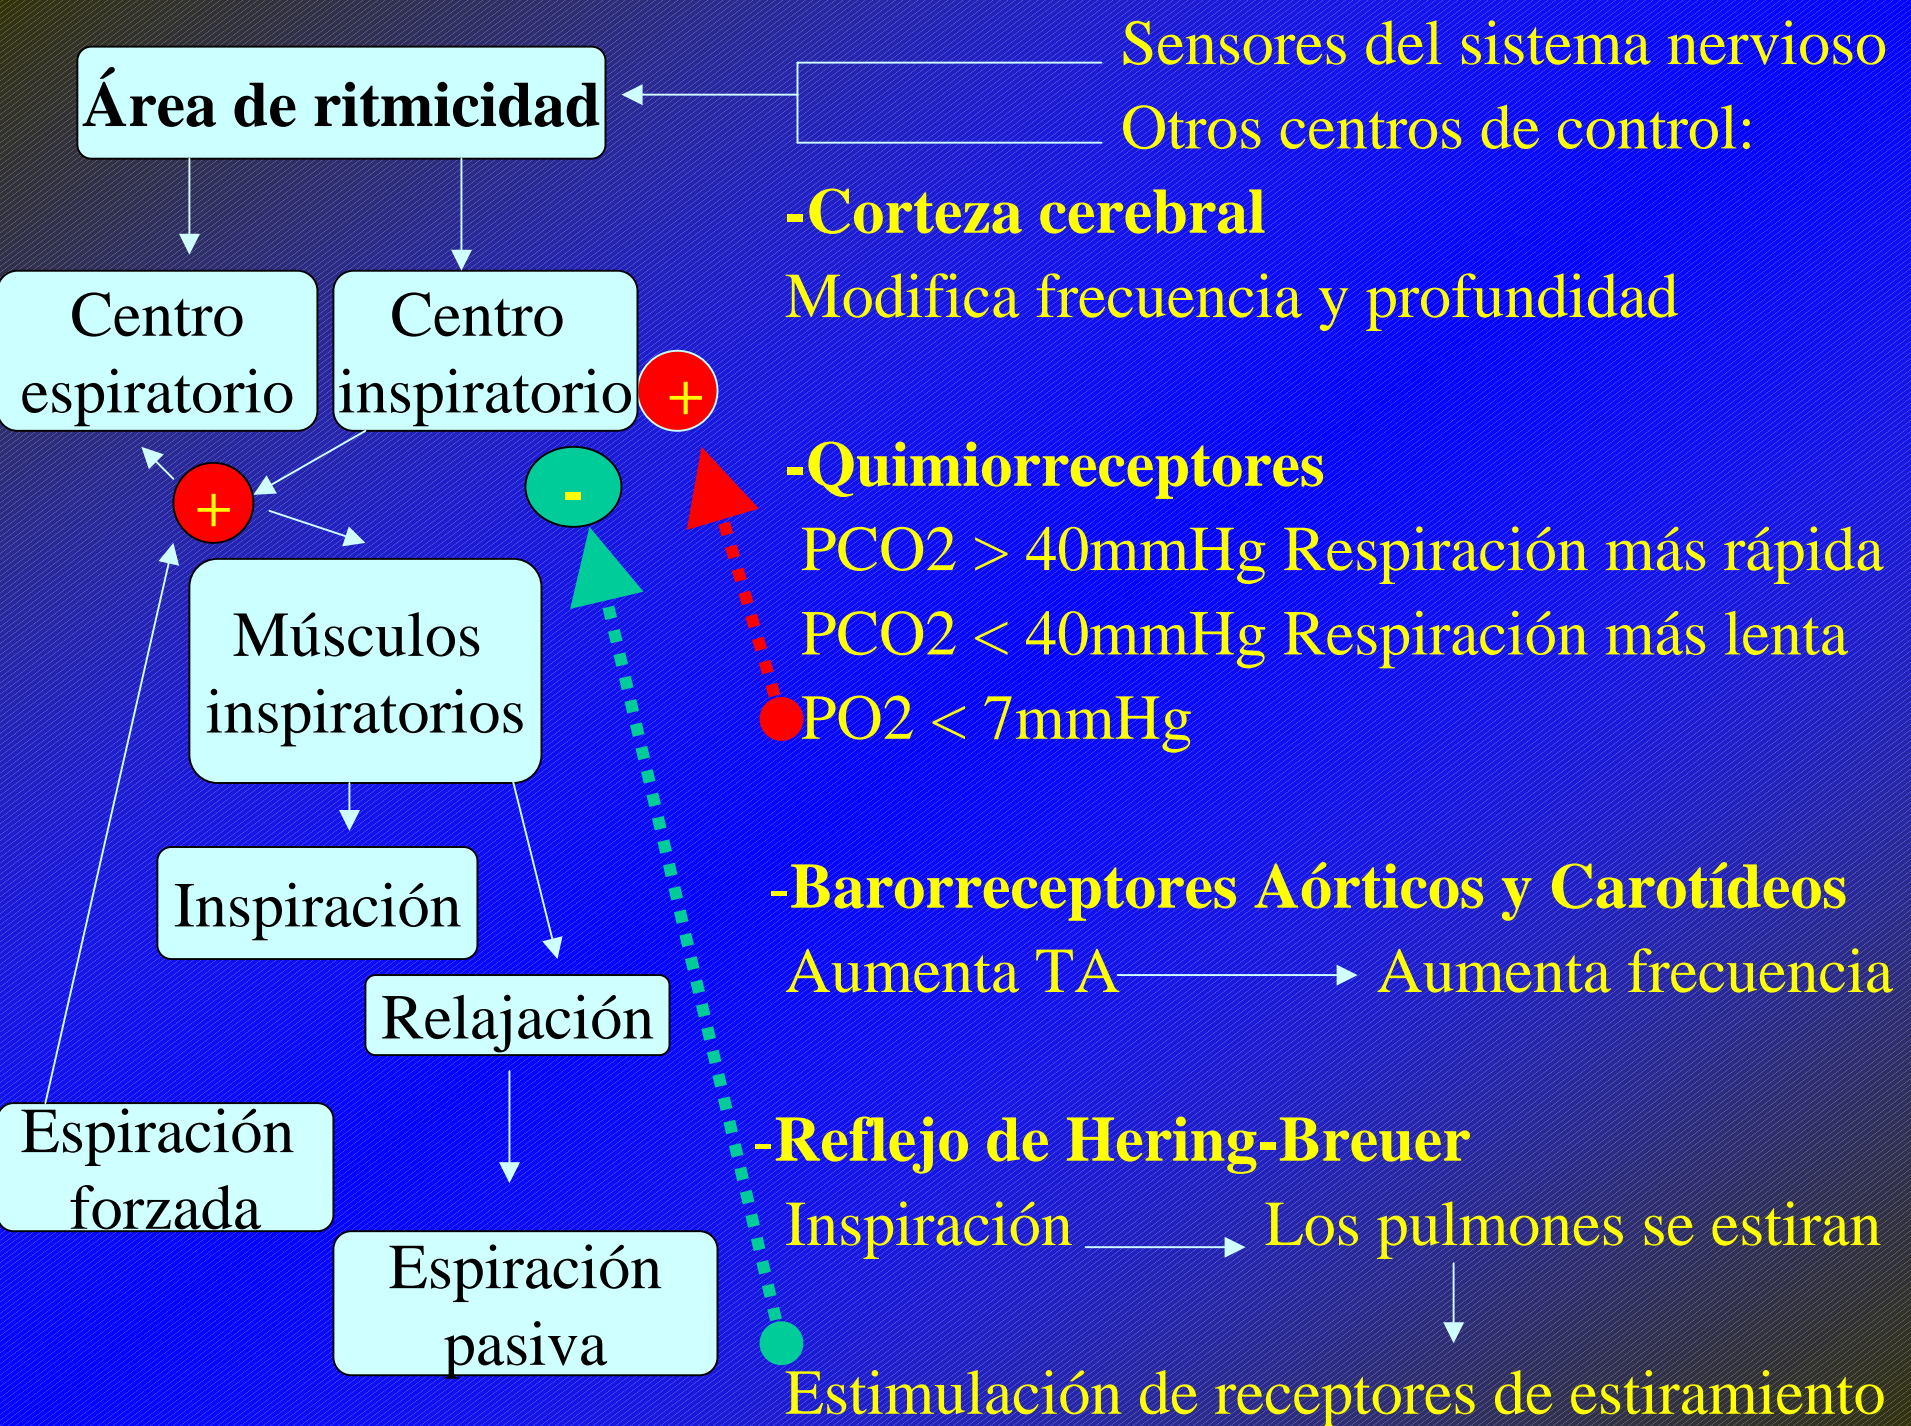 Área de ritmicidad
Centro
espiratorio
Centro
inspiratorio
+
-
+
Músculos
inspiratorios
Inspiración
Relajación
Espiración
forzada
Espiración
pasiva
Sensores del sistema nervioso
Otros centros de control:
-Corteza cerebral
Modifica frecuencia y profundidad
-Quimiorreceptores
PCO2 > 40mmHg Respiración más rápida
PCO2 < 40mmHg Respiración más lenta
PO2 < 7mmHg
-Barorreceptores Aórticos y Carotídeos
Aumenta TA Aumenta frecuencia
-Reflejo de Hering-Breuer
Inspiración Los pulmones se estiran
Estimulación de receptores de estiramiento